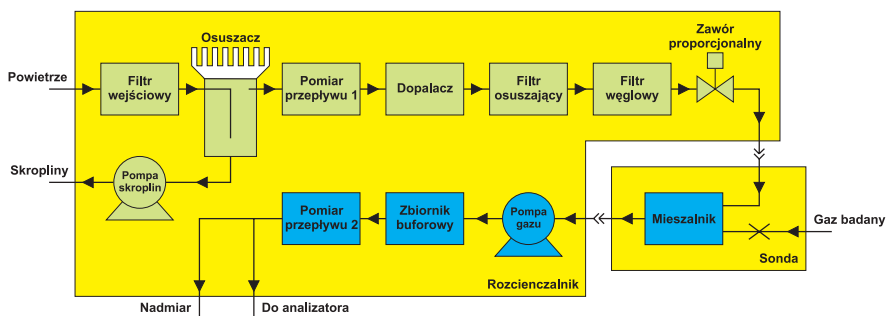 Osuszacz
Zawór
proporcjonalny
Powietrze
Filtr
wejściowy
Pomiar
przepływu 1
Dopalacz
Filtr
osuszający
Filtr
węglowy
Skropliny
Pompa
skroplin
Pomiar
przepływu 2
Zbiornik
buforowy
Pompa
gazu
Mieszalnik
Gaz badany
Sonda
Rozcienczalnik
Nadmiar
Do analizatora